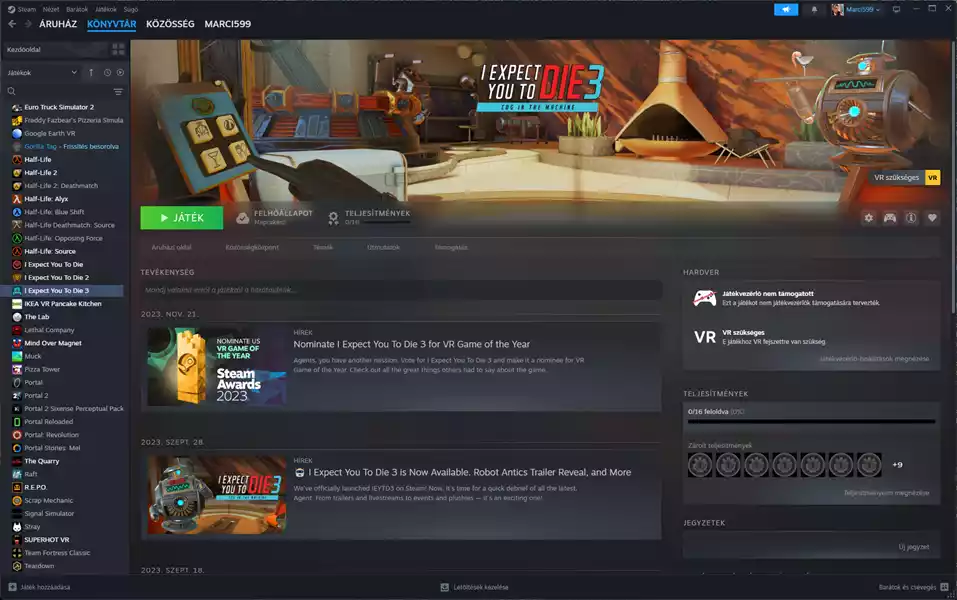 Steam Nézet Barátok Játékok Súgó
Marci599
ÁRUHÁZ KÖNYVTÁR KÖZÖSSÉG MARCI599
Kezdőoldal
Játékok
Euro Truck Simulator 2
Freddy Fazbear's Pizzeria Simula
Google Earth VR
Gorilla Tag - Frissítés besorolva
Half-Life
Half-Life 2
Half-Life 2: Deathmatch
Half-Life: Alyx
Half-Life: Blue Shift
Half-Life Deathmatch: Source
Half-Life: Opposing Force
Half-Life: Source
I Expect You To Die
I Expect You To Die 2
I Expect You To Die 3
IKEA VR Pancake Kitchen
The Lab
Lethal Company
Mind Over Magnet
Muck
Pizza Tower
Portal
Portal 2
Portal 2 Sixense Perceptual Pack
Portal Reloaded
Portal: Revolution
Portal Stories: Mel
The Quarry
Raft
R.E.P.O.
Scrap Mechanic
Signal Simulator
Stray
SUPERHOT VR
Team Fortress Classic
Teardown
Játék hozzáadása
I EXPECT
YOU TO DIE 3
COG IN THE MACHINE
VR szükséges VR
JÁTÉK
FELHŐÁLLAPOT
Naprakész
TELJESÍTMÉNYEK
0/16
Áruház oldal Közösségközpont Témák Útmutatók Támogatás
TEVÉKENYSÉG
Mondj valamit erről a játékról a barátaidnak...
2023. NOV. 21.
NOMINATE US
VR GAME OF
THE YEAR
Steam
Awards
2023
HÍREK
Nominate I Expect You To Die 3 for VR Game of the Year
Agents, you have another mission. Vote for I Expect You To Die 3 and make it a nominee for VR
Game of the Year. Check out all the great things others had to say about the game.
2023. SZEPT. 28.
I EXPECT
YOU TO DIE 3
HÍREK
I Expect You To Die 3 is Now Available, Robot Antics Trailer Reveal, and More
We've officially launched IEYTD3 on Steam! Now, it's time for a quick debrief of all the latest,
Agent. From trailers and livestreams to events and plushies — it's an exciting one!
2023. SZEPT. 18.
HARDVER
Játékvezérlő nem támogatott
Ezt a játékot nem játékvezérlők támogatására tervezték.
VR
VR szükséges
E játékhoz VR fejszettre van szükség
Játékvezérlő-beállítások megnézése
TELJESÍTMÉNYEK
0/16 feloldva (0%)
Zárolt teljesítmények
+9
Teljesítményeim megnézése
JEGYZETEK
Új jegyzet
Letöltések kezelése
Barátok és csevegés